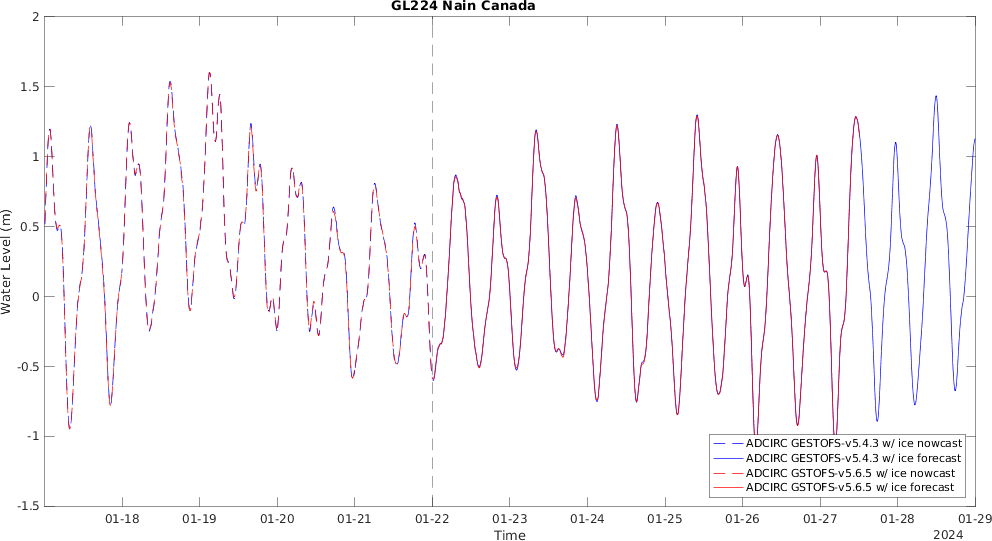 GL224 Nain Canada
2
1.5
1
0.5
0
-0.5
-1
-1.5
Water Level (m)
ADCIRC GESTOFS-v5.4.3 w/ ice nowcast
ADCIRC GESTOFS-v5.4.3 w/ ice forecast
ADCIRC GSTOFS-v5.6.5 w/ ice nowcast
ADCIRC GSTOFS-v5.6.5 w/ ice forecast
01-18 01-19 01-20 01-21 01-22 01-23 01-24 01-25 01-26 01-27 01-28 01-29
Time
2024